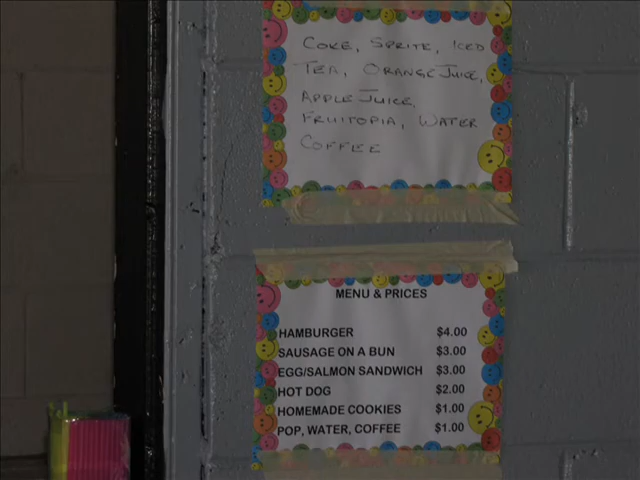 COKE, SPRITE, ICED
TEA, ORANGE JUICE,
APPLE JUICE,
FRUITOPIA, WATER
COFFEE
MENU & PRICES
HAMBURGER $4.00
SAUSAGE ON A BUN $3.00
EGG/SALMON SANDWICH $3.00
HOT DOG $2.00
HOMEMADE COOKIES $1.00
POP, WATER, COFFEE $1.00